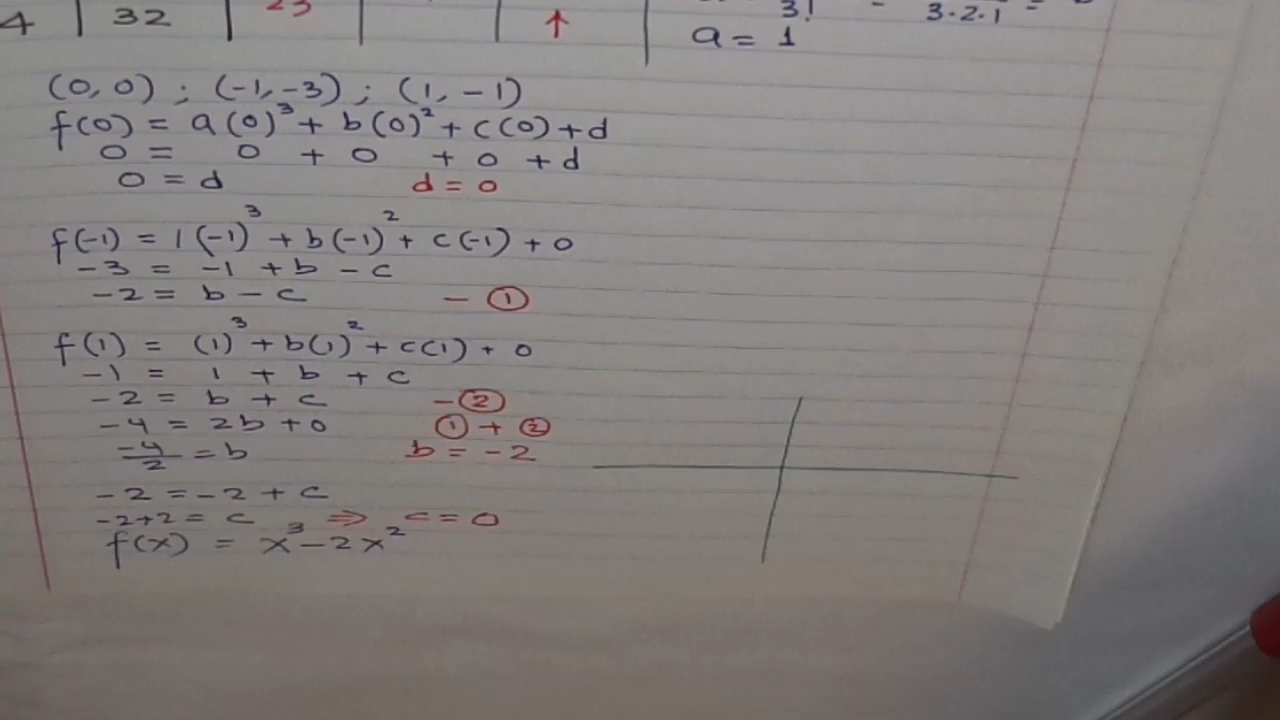 4 | 32 | 23 | | ↑ |
3! - 3·2·1 =
a = 1
(0, 0) ; (-1, -3) ; (1, -1)
f(0) = a(0)³ + b(0)² + c(0) + d
0 = 0 + 0 + 0 + d
0 = d d = 0
f(-1) = 1(-1)³ + b(-1)² + c(-1) + 0
-3 = -1 + b - c
-2 = b - c - ①
f(1) = (1)³ + b(1)² + c(1) + 0
-1 = 1 + b + c
-2 = b + c - ②
-4 = 2b + 0 ① + ②
-4/2 = b b = -2
-2 = -2 + c
-2+2 = c ⇒ c = 0
f(x) = x³ - 2x²